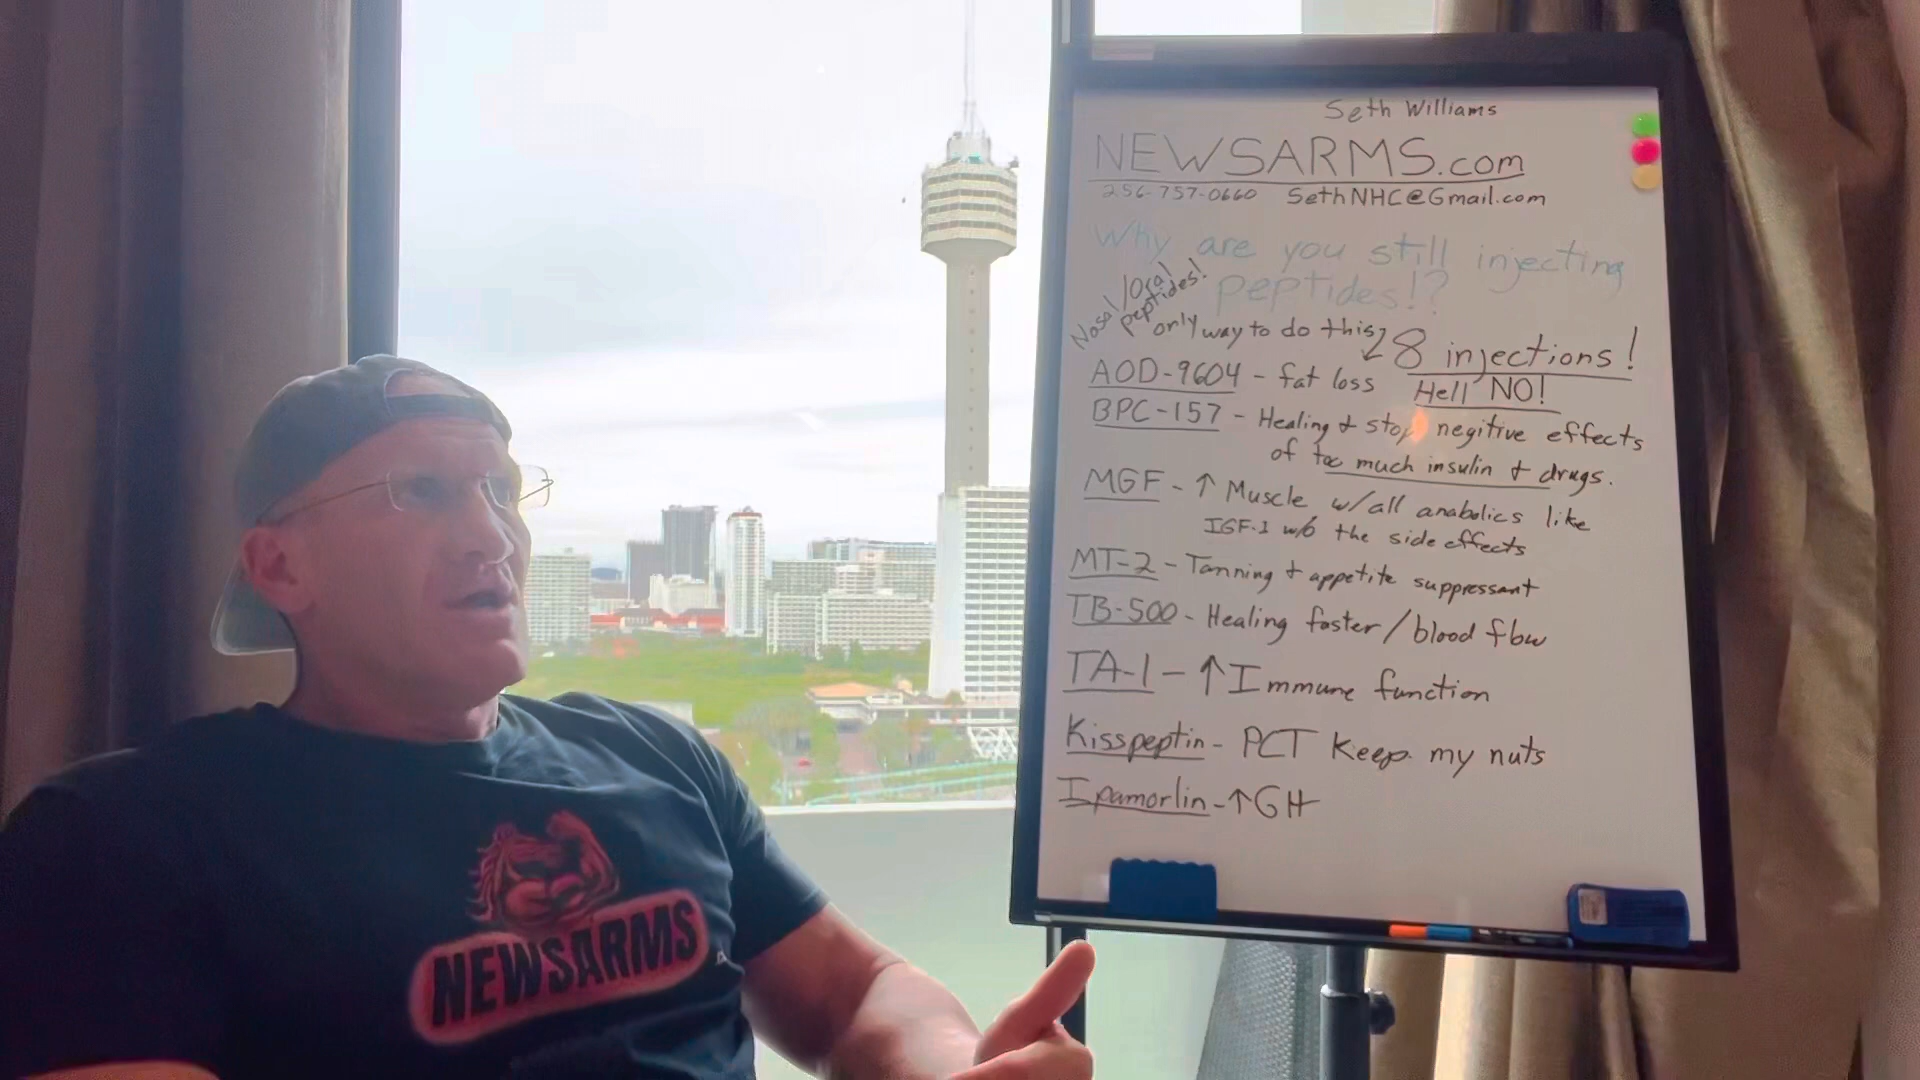 Seth Williams
NEWSARMS.com
256-757-0660 SethNHC@Gmail.com
Why are you still injecting
peptides!?
Nasal/Oral
peptides!
only way to do this
8 injections!
Hell NO!
AOD-9604 - fat loss
BPC-157 - Healing & stop negitive effects
of too much insulin & drugs.
MGF - ↑ Muscle w/all anabolics like
IGF-1 w/o the side effects
MT-2 - Tanning & appetite suppressant
TB-500 - Healing faster/blood flow
TA-1 - ↑ Immune function
Kisspeptin - PCT Keep my nuts
Ipamorlin - ↑GH
NEWSARMS